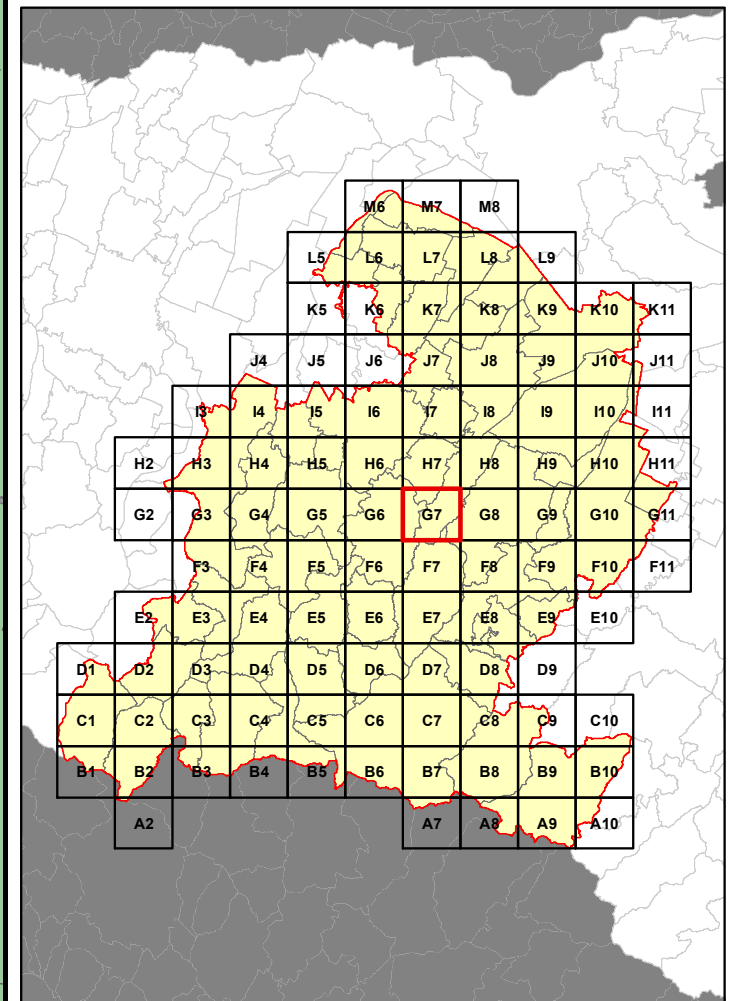 M6 M7 M8
L5 L6 L7 L8 L9
K5 K6 K7 K8 K9 K10 K11
J4 J5 J6 J7 J8 J9 J10 J11
I3 I4 I5 I6 I7 I8 I9 I10 I11
H2 H3 H4 H5 H6 H7 H8 H9 H10 H11
G2 G3 G4 G5 G6 G7 G8 G9 G10 G11
F3 F4 F5 F6 F7 F8 F9 F10 F11
E2 E3 E4 E5 E6 E7 E8 E9 E10
D1 D2 D3 D4 D5 D6 D7 D8 D9
C1 C2 C3 C4 C5 C6 C7 C8 C9 C10
B1 B2 B3 B4 B5 B6 B7 B8 B9 B10
A2 A7 A8 A9 A10